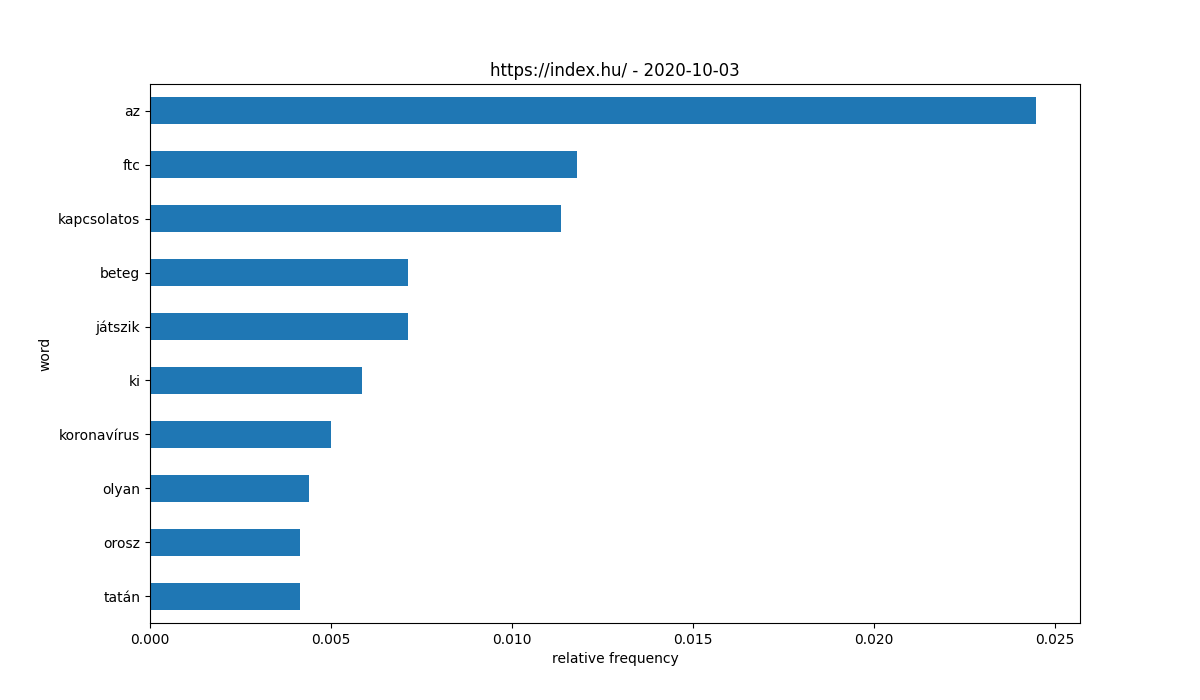 https://index.hu/ - 2020-10-03
az
ftc
kapcsolatos
beteg
játszik
ki
koronavírus
olyan
orosz
tatán
word
0.000 0.005 0.010 0.015 0.020 0.025
relative frequency